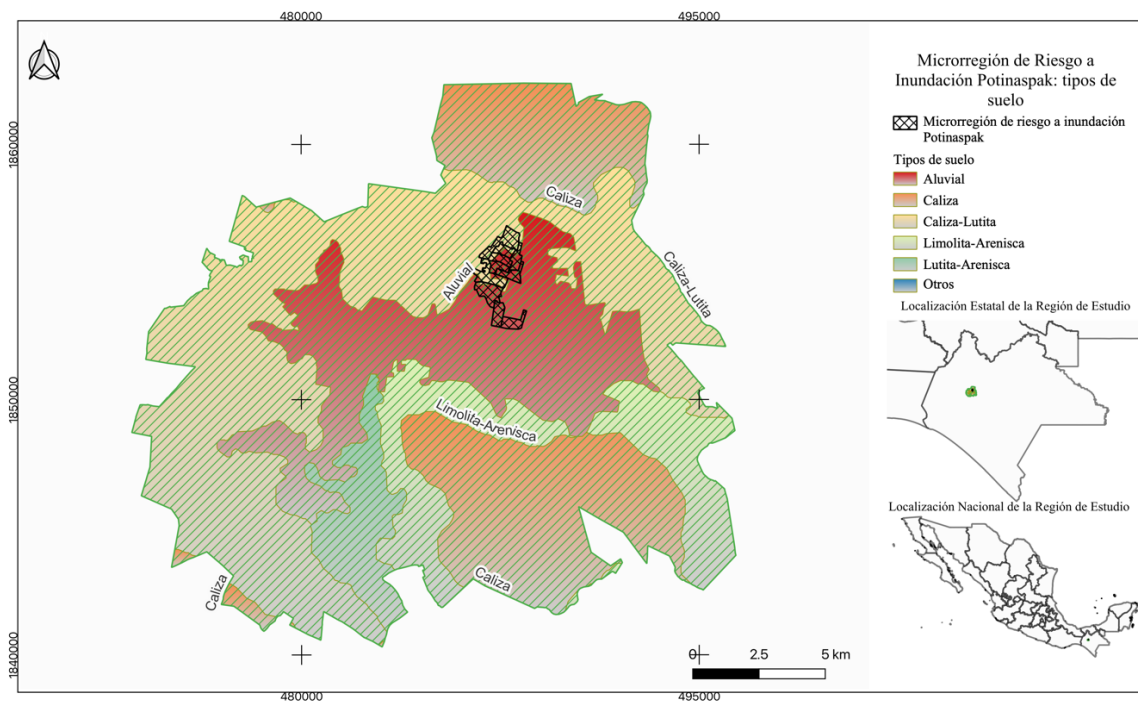 480000
495000
Microrregión de Riesgo a
Inundación Potinaspak: tipos de
suelo
Microrregión de riesgo a inundación
Potinaspak
Tipos de suelo
Aluvial
Caliza
Caliza-Lutita
Limolita-Arenisca
Lutita-Arenisca
Otros
Localización Estatal de la Región de Estudio
Localización Nacional de la Región de Estudio
1860000
1850000
1840000
Caliza
Aluvial
Caliza-Lutita
Limolita-Arenisca
Caliza
Caliza
0 2.5 5 km
480000
495000